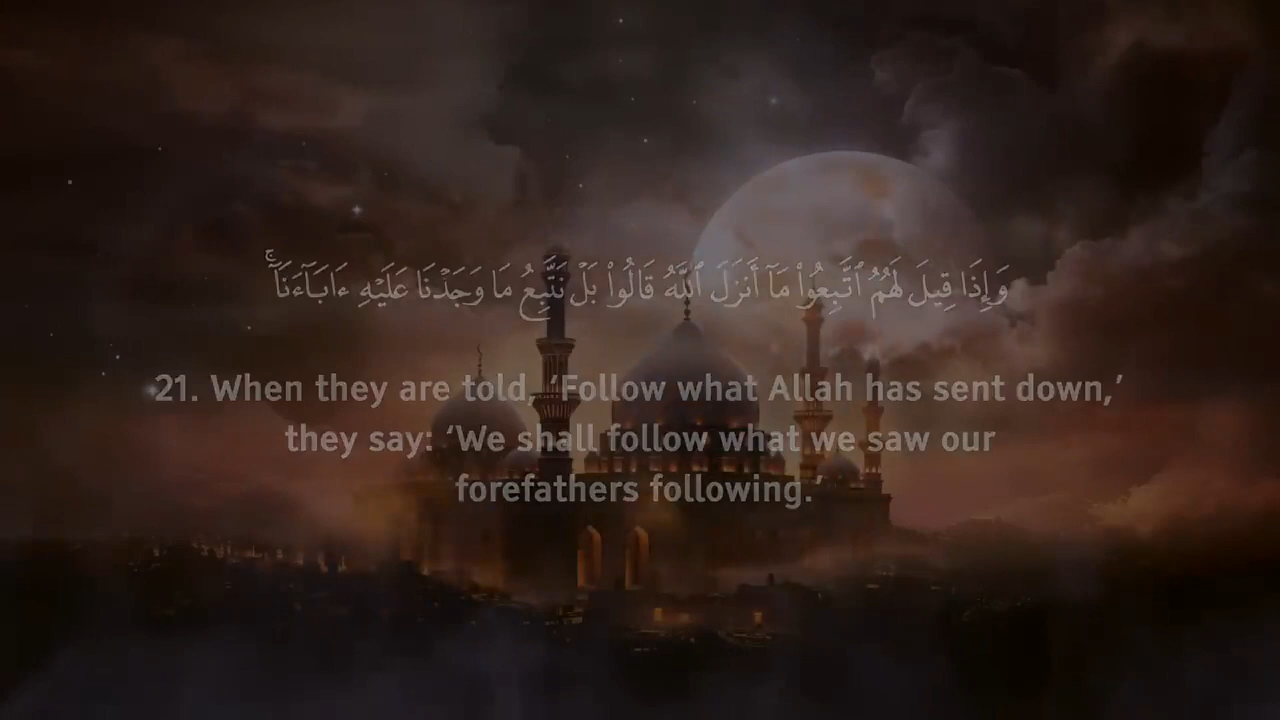 وَإِذَا قِيلَ لَهُمُ ٱتَّبِعُوا۟ مَآ أَنزَلَ ٱللَّهُ قَالُوا۟ بَلْ نَتَّبِعُ مَا وَجَدْنَا عَلَيْهِ ءَابَآءَنَآ ۚ
21. When they are told, ‘Follow what Allah has sent down,’
they say: ‘We shall follow what we saw our
forefathers following.’